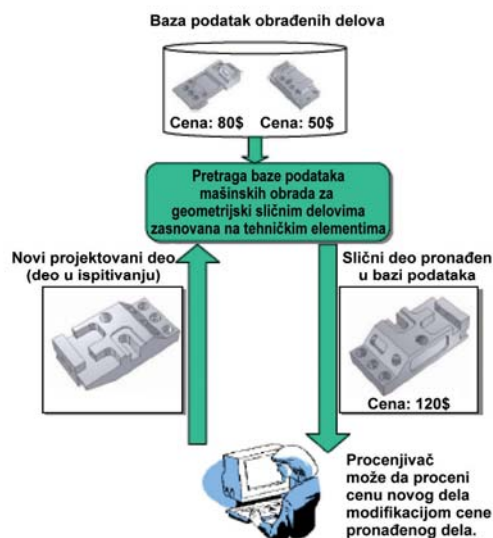 Baza podatak obrađenih delova
Cena: 80$ Cena: 50$
Pretraga baze podataka
mašinskih obrada za
geometrijski sličnim delovima
zasnovana na tehničkim elementima
Novi projektovani deo
(deo u ispitivanju)
Slični deo pronađen
u bazi podataka
Cena: 120$
Procenjivač
može da proceni
cenu novog dela
modifikacijom cene
pronađenog dela.